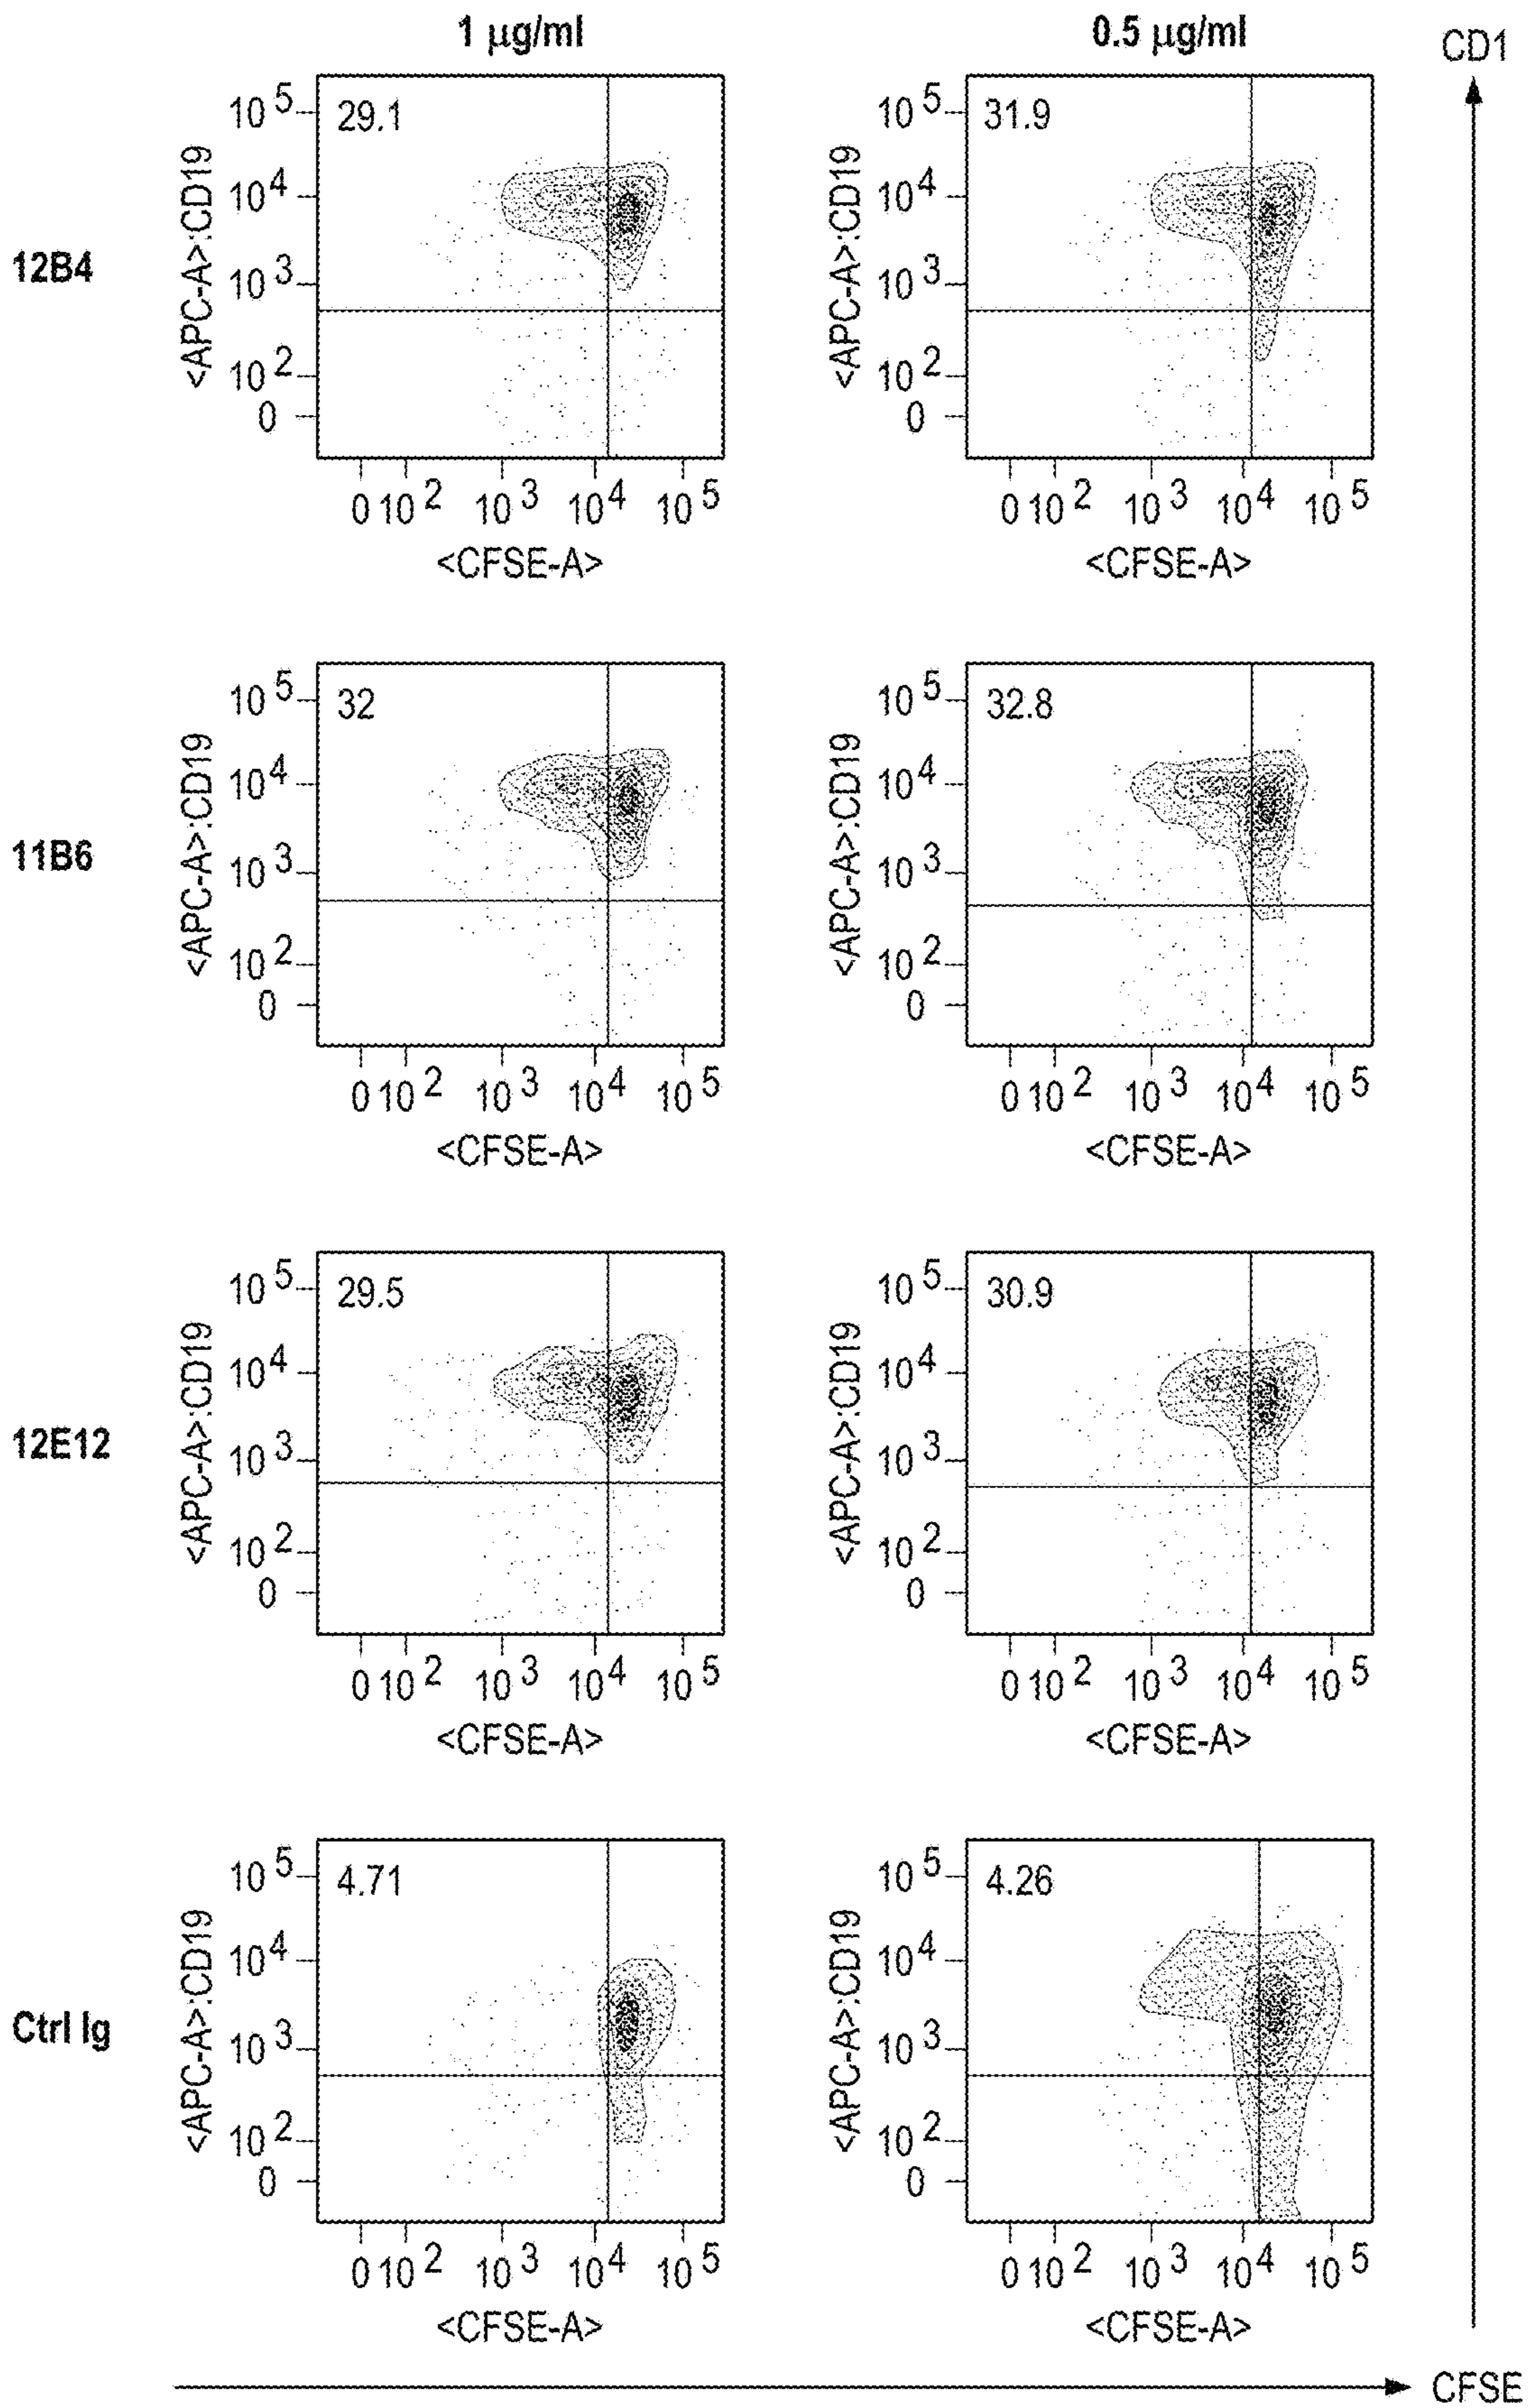 1 µg/ml 0.5 µg/ml CD1
29.1 31.9
10 5 10 5
10 4 10 4
10 3 10 3
10 2 10 2
0 0
<APC-A>:CD19 <APC-A>:CD19
12B4
0 10 2 10 3 10 4 10 5 0 10 2 10 3 10 4 10 5
<CFSE-A> <CFSE-A>
32 32.8
10 5 10 5
10 4 10 4
10 3 10 3
10 2 10 2
0 0
<APC-A>:CD19 <APC-A>:CD19
11B6
0 10 2 10 3 10 4 10 5 0 10 2 10 3 10 4 10 5
<CFSE-A> <CFSE-A>
29.5 30.9
10 5 10 5
10 4 10 4
10 3 10 3
10 2 10 2
0 0
<APC-A>:CD19 <APC-A>:CD19
12E12
0 10 2 10 3 10 4 10 5 0 10 2 10 3 10 4 10 5
<CFSE-A> <CFSE-A>
4.71 4.26
10 5 10 5
10 4 10 4
10 3 10 3
10 2 10 2
0 0
<APC-A>:CD19 <APC-A>:CD19
Ctrl Ig
0 10 2 10 3 10 4 10 5 0 10 2 10 3 10 4 10 5
<CFSE-A> <CFSE-A>
CFSE